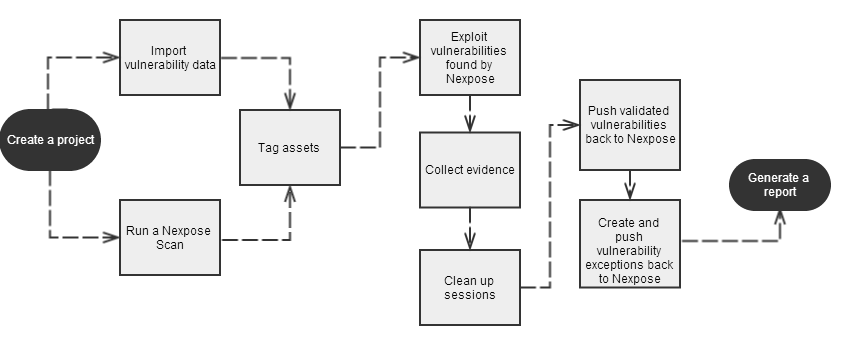 Create a project
Import
vulnerability data
Run a Nexpose
Scan
Tag assets
Exploit
vulnerabilities
found by
Nexpose
Collect evidence
Clean up
sessions
Push validated
vulnerabilities
back to Nexpose
Create and
push
vulnerability
exceptions back
to Nexpose
Generate a
report